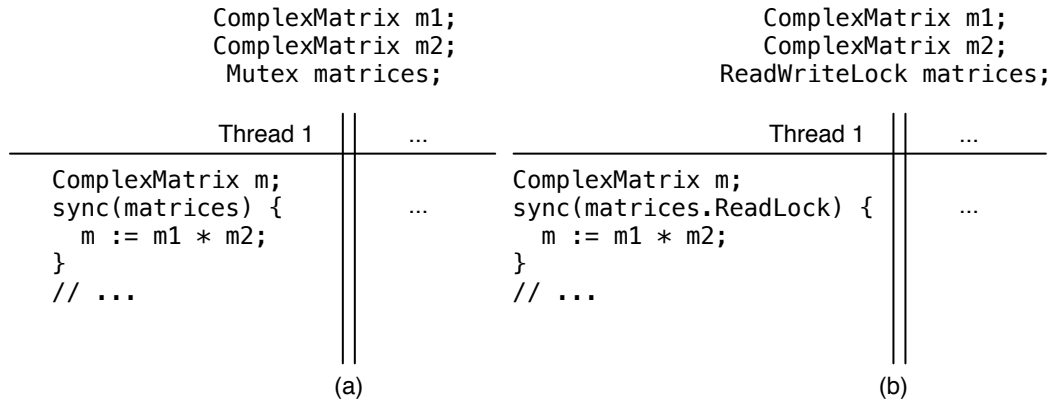 ComplexMatrix m1;
ComplexMatrix m2;
Mutex matrices;
Thread 1 ...
ComplexMatrix m;
sync(matrices) { ...
m := m1 * m2;
}
// ...
(a)
ComplexMatrix m1;
ComplexMatrix m2;
ReadWriteLock matrices;
Thread 1 ...
ComplexMatrix m;
sync(matrices.ReadLock) { ...
m := m1 * m2;
}
// ...
(b)